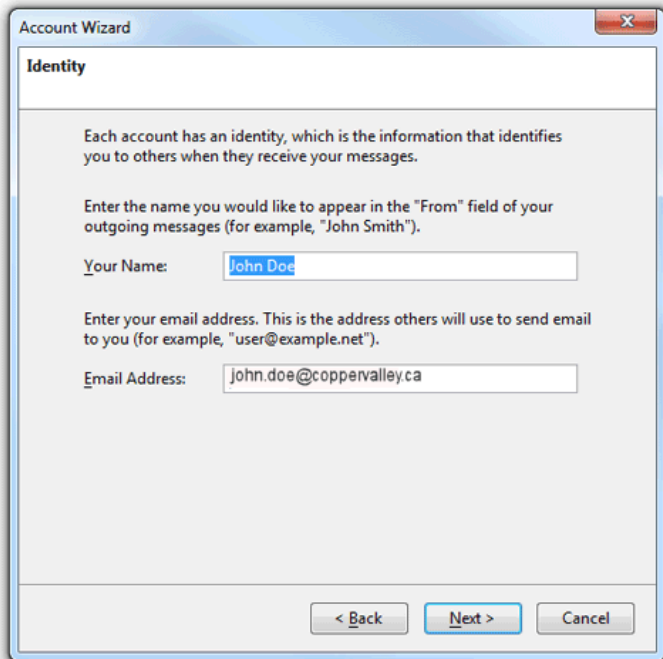 Account Wizard
Identity
Each account has an identity, which is the information that identifies
you to others when they receive your messages.
Enter the name you would like to appear in the "From" field of your
outgoing messages (for example, "John Smith").
Your Name: John Doe
Enter your email address. This is the address others will use to send email
to you (for example, "user@example.net").
Email Address: john.doe@coppervalley.ca
< Back Next > Cancel